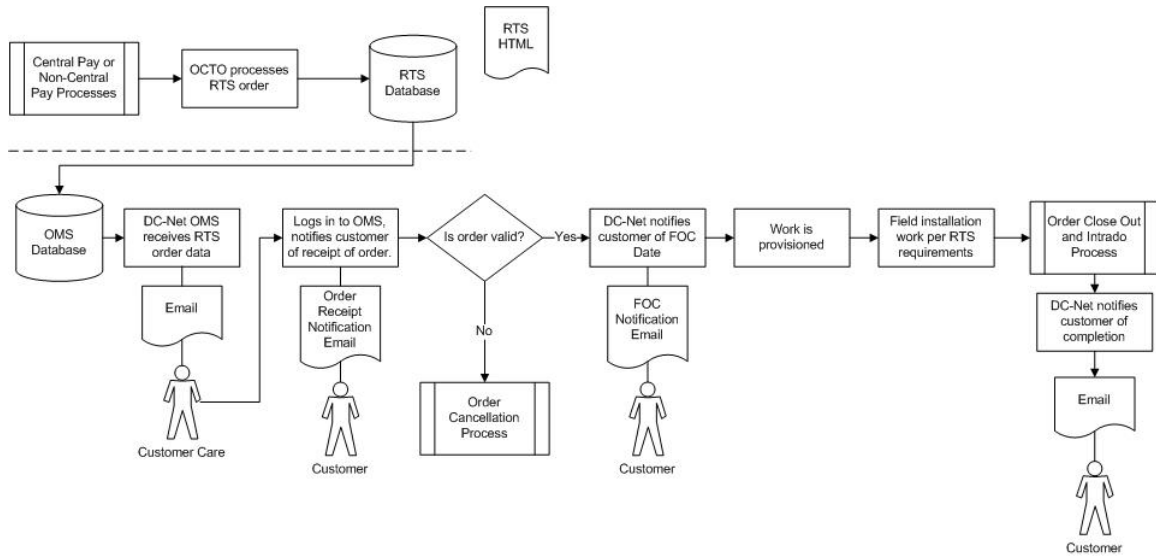 Central Pay or
Non-Central
Pay Processes
OCTO processes
RTS order
RTS
Database
RTS
HTML
OMS
Database
DC-Net OMS
receives RTS
order data
Logs in to OMS,
notifies customer
of receipt of order.
Is order valid?
Yes
DC-Net notifies
customer of FOC
Date
Work is
provisioned
Field installation
work per RTS
requirements
Order Close Out
and Intrado
Process
Email
Order
Receipt
Notification
Email
No
FOC
Notification
Email
DC-Net notifies
customer of
completion
Order
Cancellation
Process
Email
Customer Care
Customer
Customer
Customer